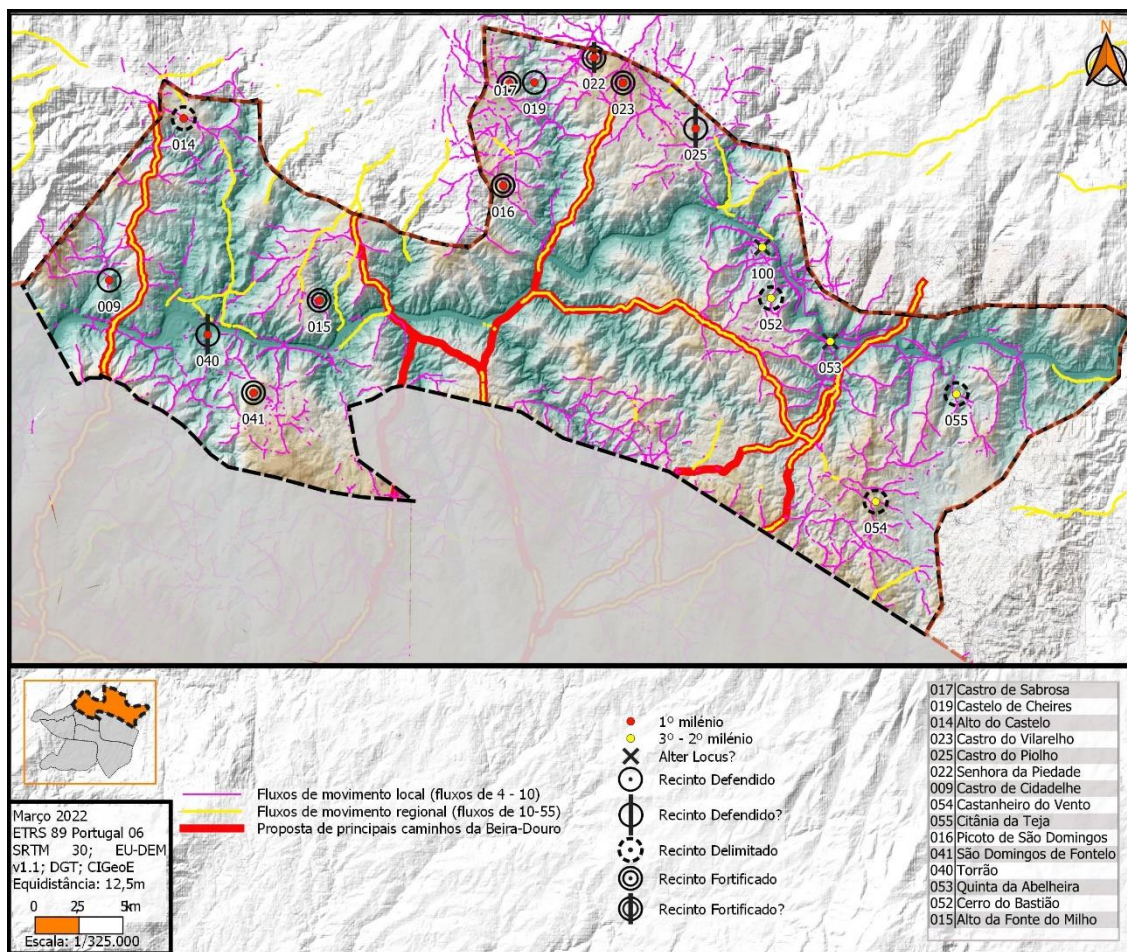 N
022
017
019
023
014
025
016
100
009
052
015
040
053
041
055
054
017 Castro de Sabrosa
019 Castelo de Cheires
014 Alto do Castelo
023 Castro do Vilarelho
025 Castro do Piolho
022 Senhora da Piedade
009 Castro de Cidadelhe
054 Castanheiro do Vento
055 Citânia da Teja
016 Picoto de São Domingos
041 São Domingos de Fontelo
040 Torrão
053 Quinta da Abelheira
052 Cerro do Bastião
015 Alto da Fonte do Milho
1º milénio
3º - 2º milénio
Alter Locus?
Recinto Defendido
Recinto Defendido?
Recinto Delimitado
Recinto Fortificado
Recinto Fortificado?
Fluxos de movimento local (fluxos de 4 - 10)
Fluxos de movimento regional (fluxos de 10-55)
Proposta de principais caminhos da Beira-Douro
Março 2022
ETRS 89 Portugal 06
SRTM 30; EU-DEM
v1.1; DGT; CIGeoE
Equidistância: 12,5m
0 25 5km
Escala: 1/325.000